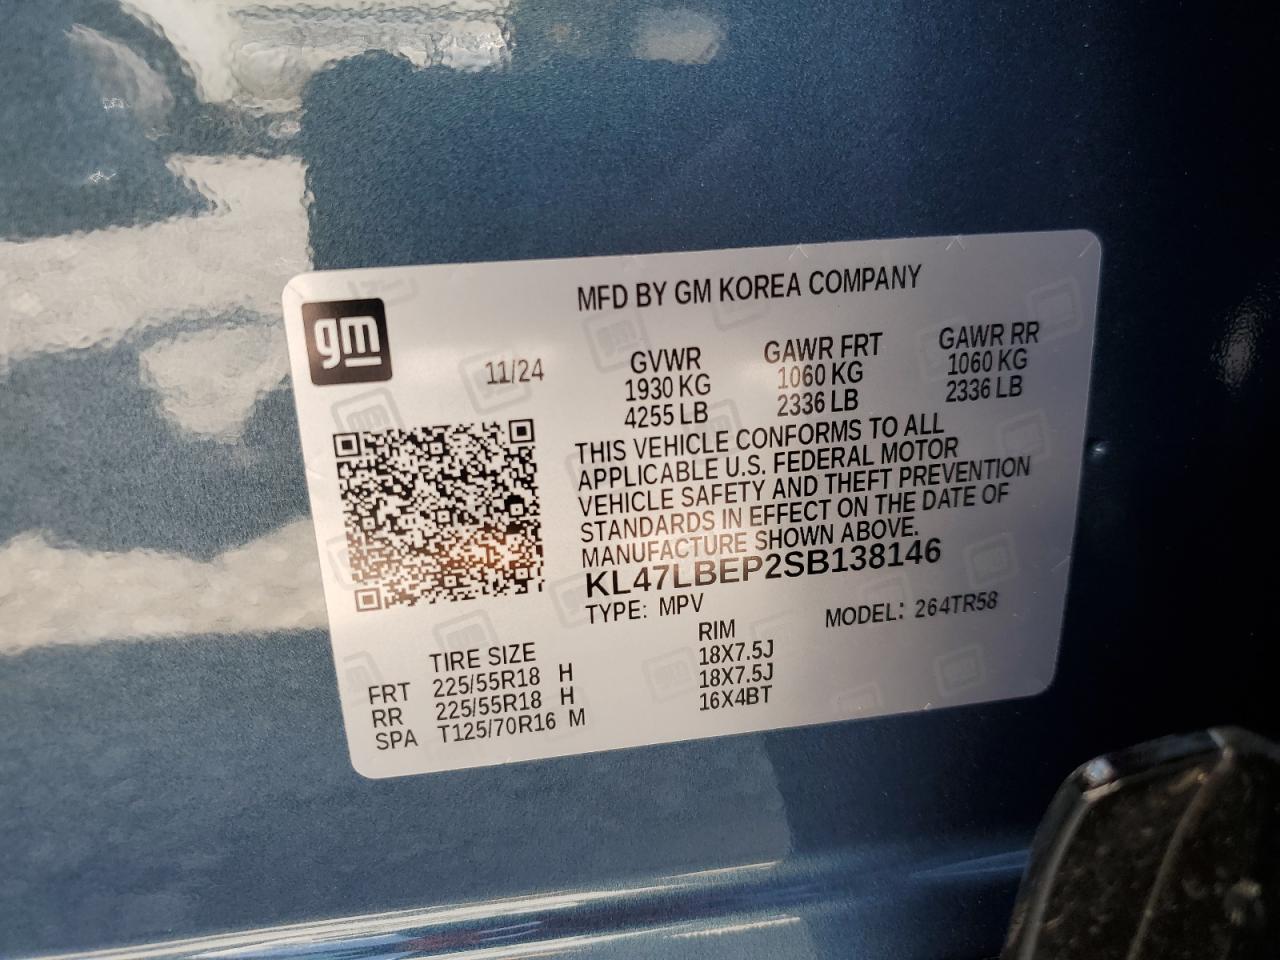 MFD BY GM KOREA COMPANY
gm
11/24
GVWR GAWR FRT GAWR RR
1930 KG 1060 KG 1060 KG
4255 LB 2336 LB 2336 LB
THIS VEHICLE CONFORMS TO ALL
APPLICABLE U.S. FEDERAL MOTOR
VEHICLE SAFETY AND THEFT PREVENTION
STANDARDS IN EFFECT ON THE DATE OF
MANUFACTURE SHOWN ABOVE.
KL47LBEP2SB138146
TYPE: MPV MODEL: 264TR58
TIRE SIZE RIM
FRT 225/55R18 H 18X7.5J
RR 225/55R18 H 18X7.5J
SPA T125/70R16 M 16X4BT